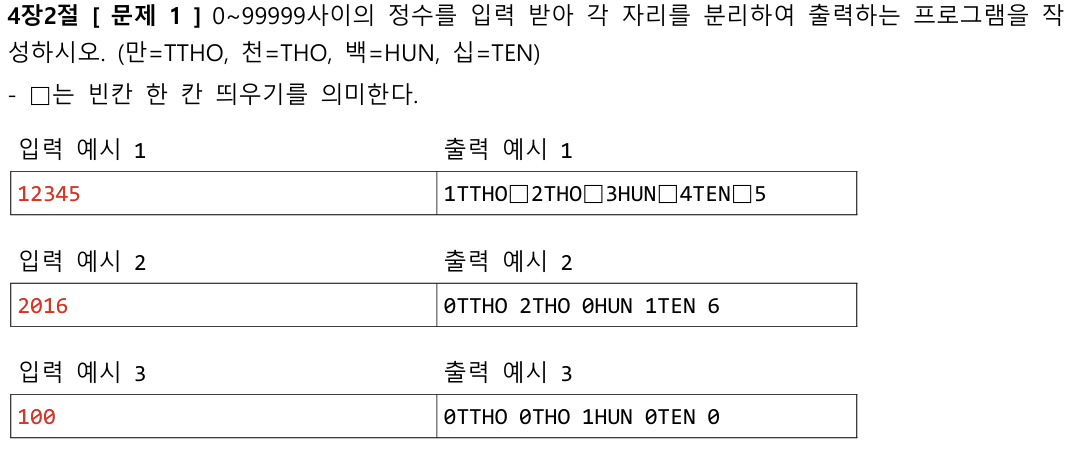 4장2절 [ 문제 1 ] 0~99999사이의 정수를 입력 받아 각 자리를 분리하여 출력하는 프로그램을 작
성하시오. (만=TTHO, 천=THO, 백=HUN, 십=TEN)
- □는 빈칸 한 칸 띄우기를 의미한다.
입력 예시 1 출력 예시 1
12345 1TTHO□2THO□3HUN□4TEN□5
입력 예시 2 출력 예시 2
2016 0TTHO 2THO 0HUN 1TEN 6
입력 예시 3 출력 예시 3
100 0TTHO 0THO 1HUN 0TEN 0